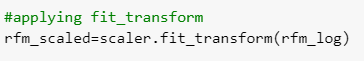 #applying fit_transform
rfm_scaled=scaler.fit_transform(rfm_log)